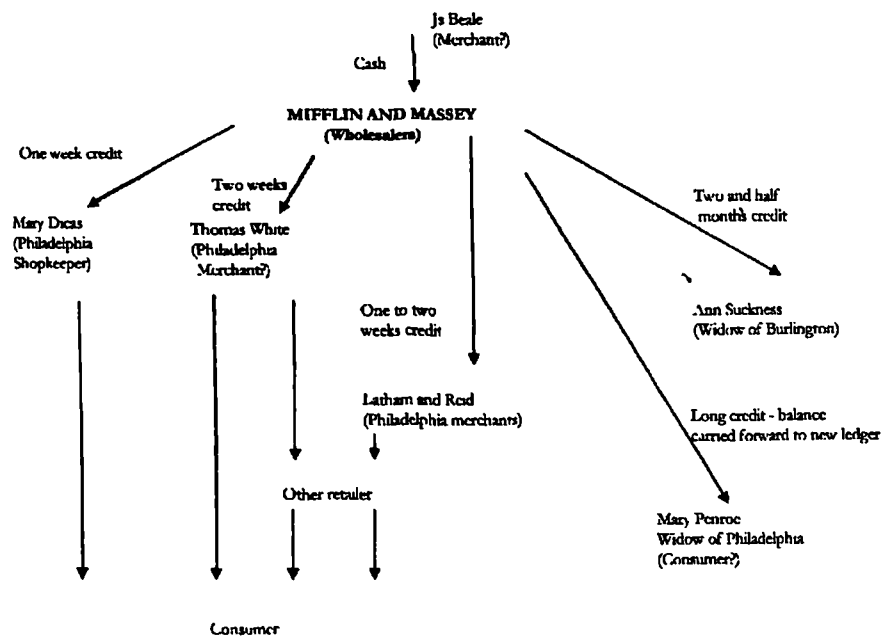 Js Beale
(Merchant?)
Cash
MIFFLIN AND MASSEY
(Wholesalers)
One week credit
Two weeks
credit
Two and half
month's credit
Mary Dicas
(Philadelphia
Shopkeeper)
Thomas White
(Philadelphia
Merchant?)
One to two
weeks credit
Ann Suckness
(Widow of Burlington)
Latham and Reid
(Philadelphia merchants)
Long credit - balance
carried forward to new ledger
Other retailer
Mary Penroe
Widow of Philadelphia
(Consumer?)
Consumer